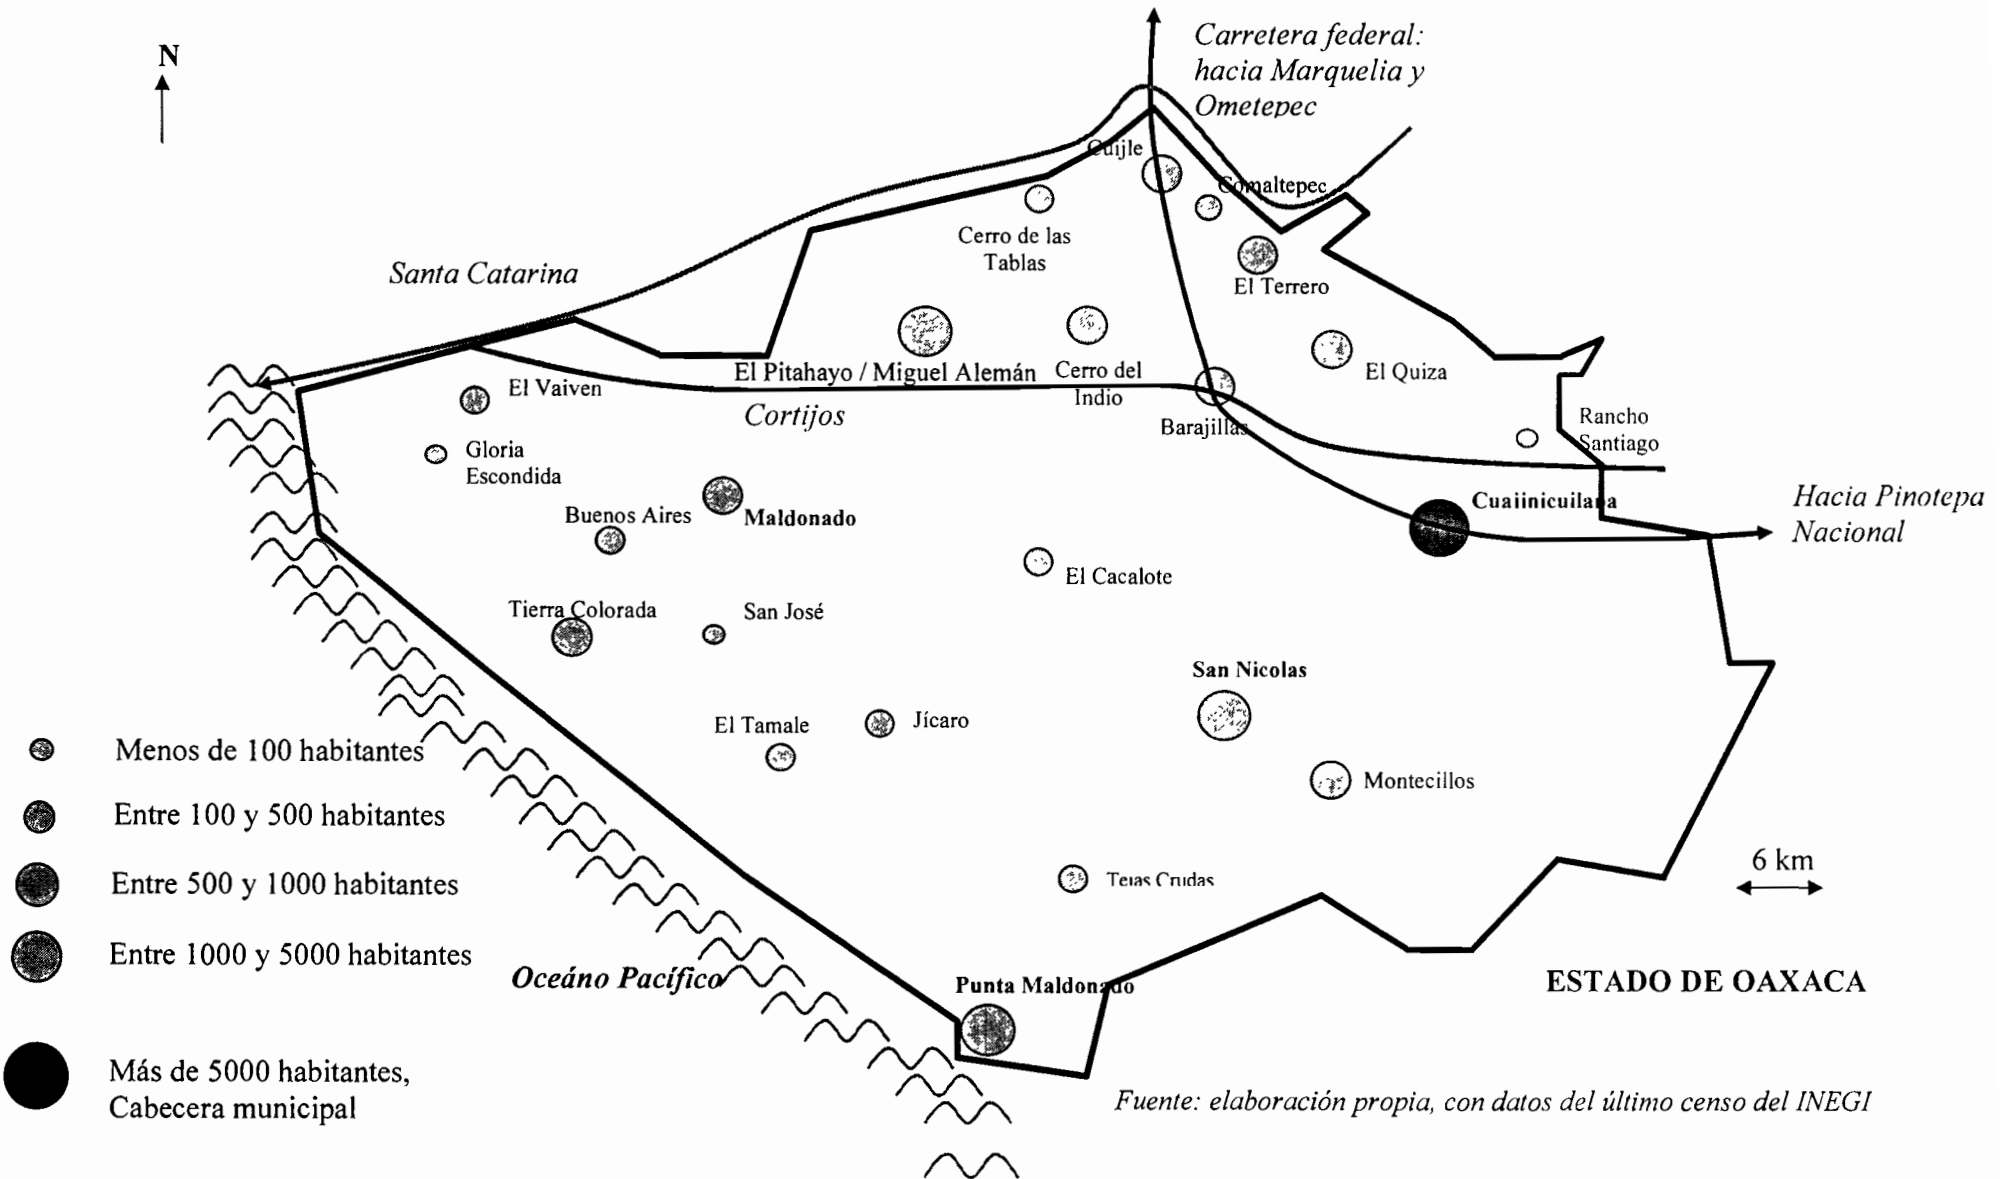 N
Carretera federal:
hacia Marquelia y
Ometepec
Cuijle
Comaltepec
Cerro de las
Tablas
El Terrero
Santa Catarina
El Pitahayo / Miguel Alemán
Cerro del
Indio
El Quiza
El Vaiven
Cortijos
Barajillas
Rancho
Santiago
Gloria
Escondida
Hacia Pinotepa
Nacional
Buenos Aires
Maldonado
El Cacalote
Tierra Colorada
San José
San Nicolas
El Tamale
Jícaro
Montecillos
Menos de 100 habitantes
Entre 100 y 500 habitantes
Entre 500 y 1000 habitantes
Entre 1000 y 5000 habitantes
Más de 5000 habitantes,
Cabecera municipal
6 km
Oceáno Pacífico
Punta Maldonado
ESTADO DE OAXACA
Fuente: elaboración propia, con datos del último censo del INEGI